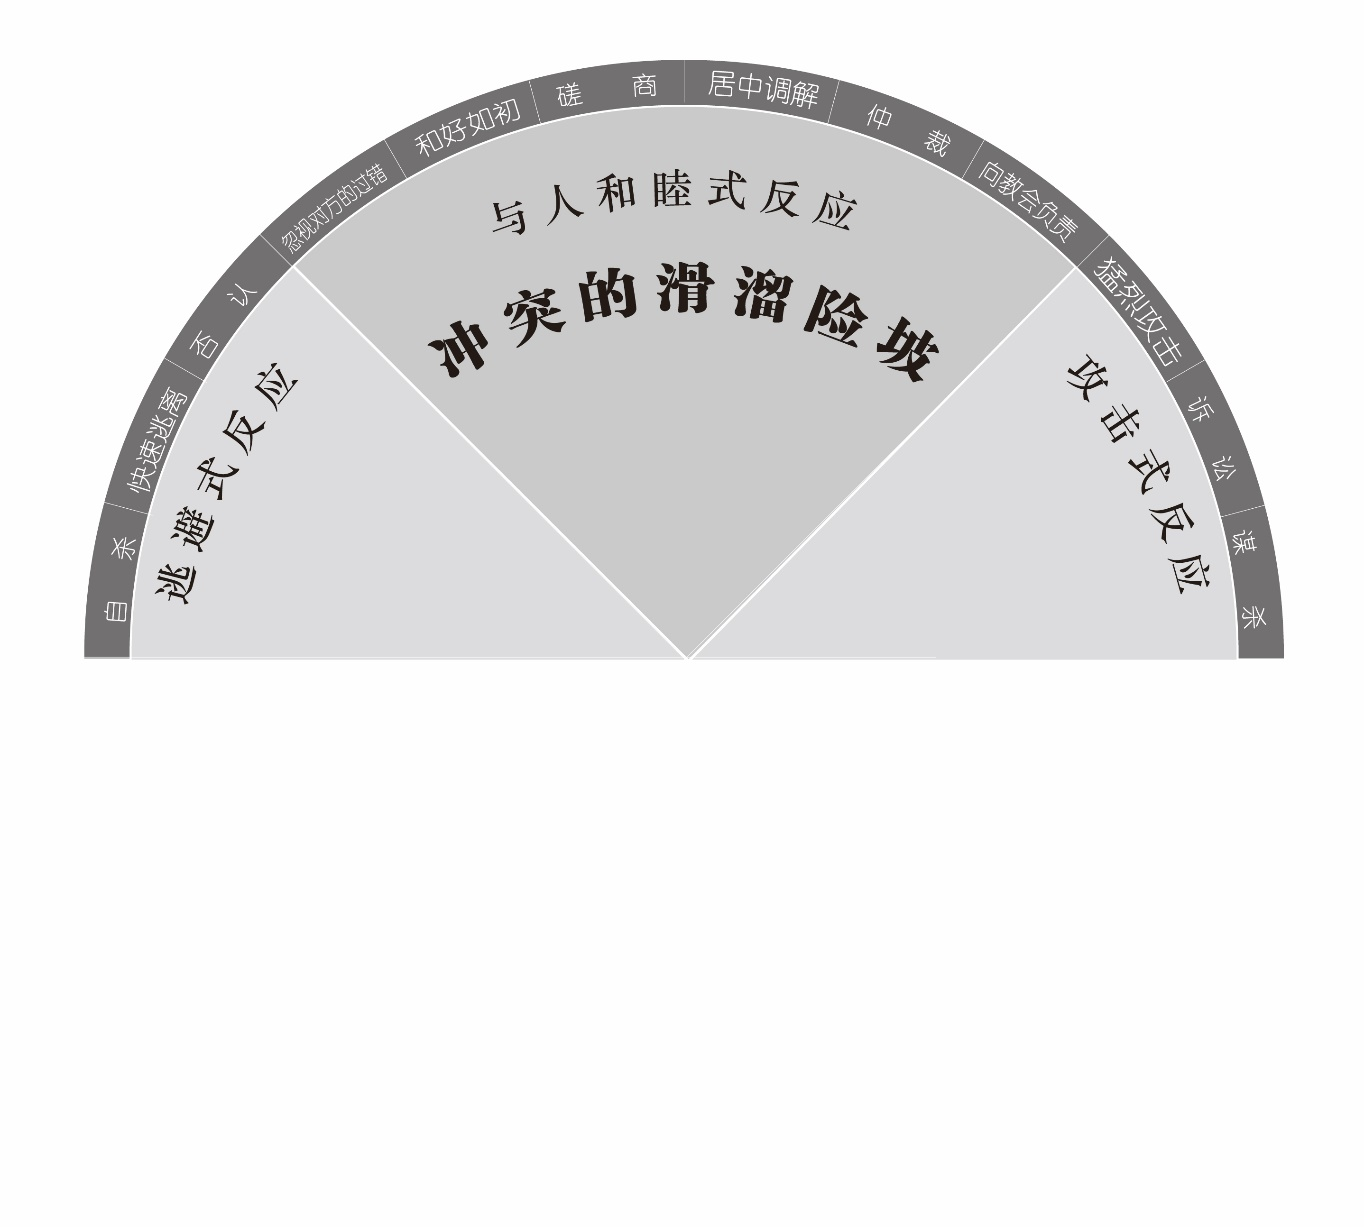 自杀
快速逃离
否认
忽视对方的过错
和好如初
磋商
居中调解
仲裁
向教会负责
猛烈攻击
诉讼
谋杀
逃避式反应
与人和睦式反应
攻击式反应
冲突的滑溜险坡